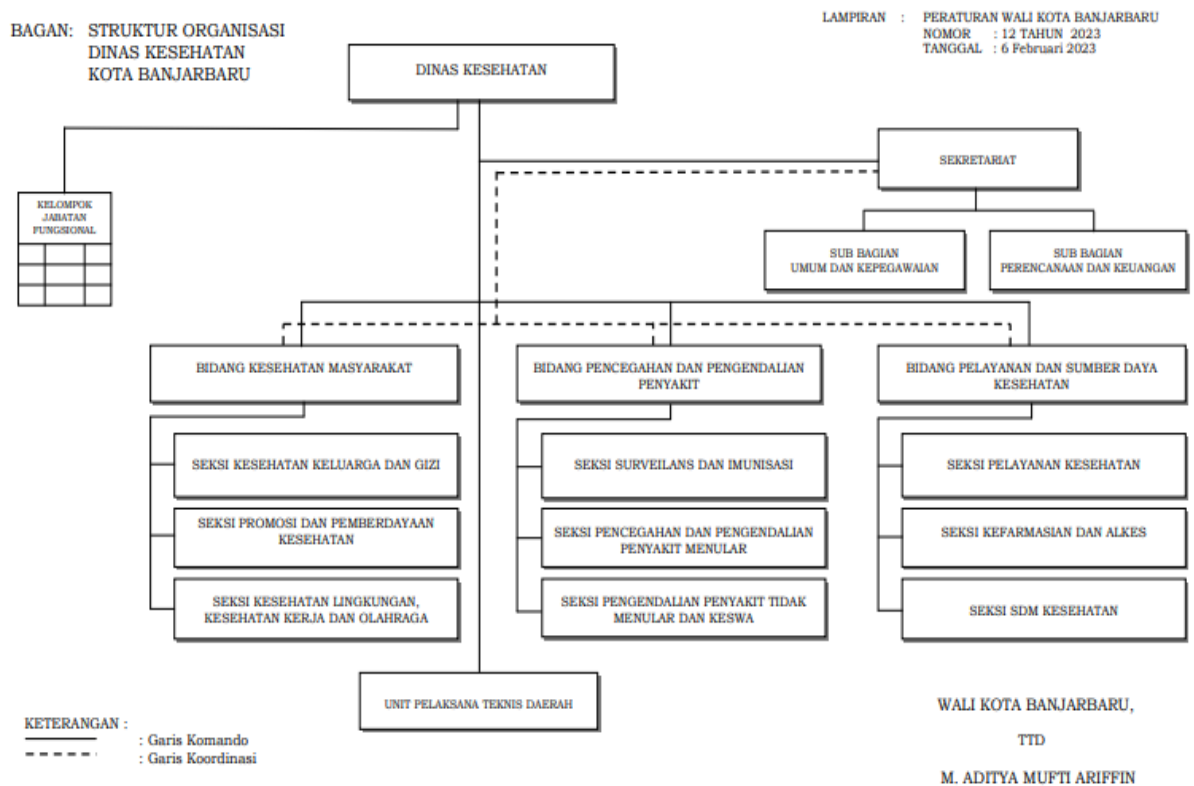 BAGAN: STRUKTUR ORGANISASI
DINAS KESEHATAN
KOTA BANJARBARU
LAMPIRAN : PERATURAN WALI KOTA BANJARBARU
NOMOR : 12 TAHUN 2023
TANGGAL : 6 Februari 2023
DINAS KESEHATAN
SEKRETARIAT
KELOMPOK
JABATAN
FUNGSIONAL
SUB BAGIAN
UMUM DAN KEPEGAWAIAN
SUB BAGIAN
PERENCANAAN DAN KEUANGAN
BIDANG KESEHATAN MASYARAKAT
BIDANG PENCEGAHAN DAN PENGENDALIAN
PENYAKIT
BIDANG PELAYANAN DAN SUMBER DAYA
KESEHATAN
SEKSI KESEHATAN KELUARGA DAN GIZI
SEKSI SURVEILANS DAN IMUNISASI
SEKSI PELAYANAN KESEHATAN
SEKSI PROMOSI DAN PEMBERDAYAAN
KESEHATAN
SEKSI PENCEGAHAN DAN PENGENDALIAN
PENYAKIT MENULAR
SEKSI KEFARMASIAN DAN ALKES
SEKSI KESEHATAN LINGKUNGAN,
KESEHATAN KERJA DAN OLAHRAGA
SEKSI PENGENDALIAN PENYAKIT TIDAK
MENULAR DAN KESWA
SEKSI SDM KESEHATAN
UNIT PELAKSANA TEKNIS DAERAH
KETERANGAN :
: Garis Komando
: Garis Koordinasi
WALI KOTA BANJARBARU,
TTD
M. ADITYA MUFTI ARIFFIN